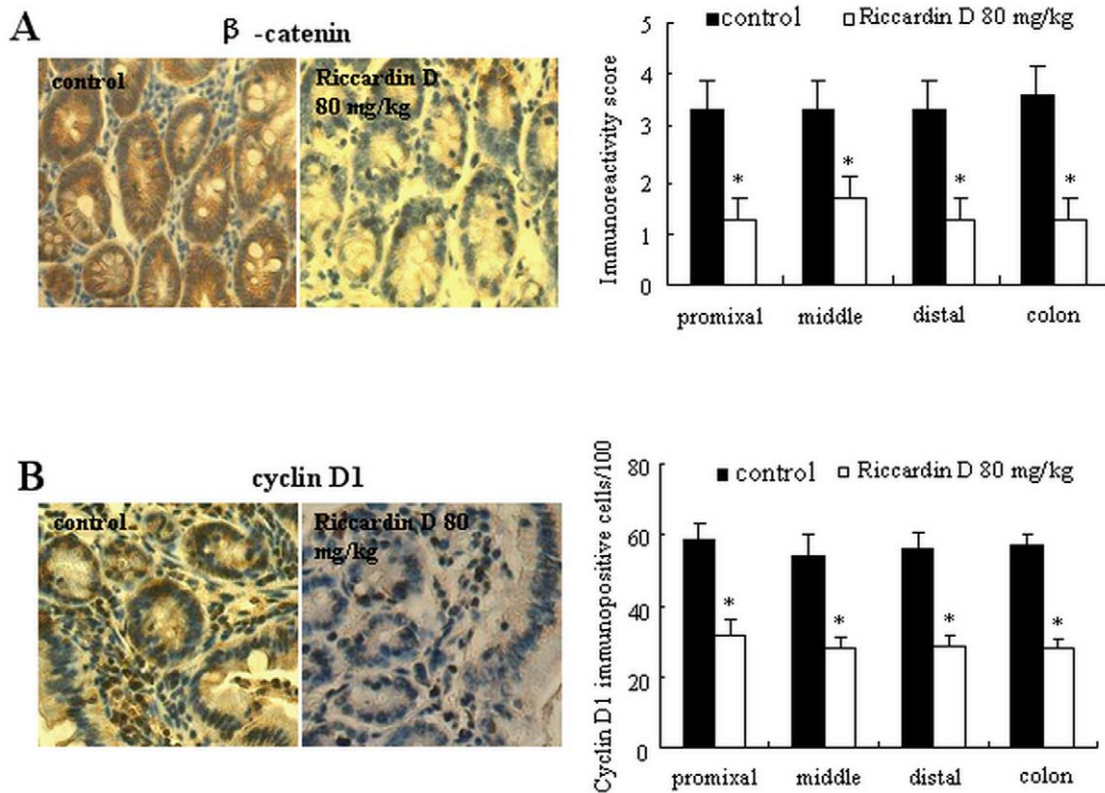 A
β -catenin
control
Riccardin D
80 mg/kg
control Riccardin D 80 mg/kg
Immunoreactivity score
5
4
3
2
1
0
*
*
*
*
promixal middle distal colon
B
cyclin D1
control
Riccardin D 80
mg/kg
control Riccardin D 80 mg/kg
Cyclin D1 immunopositive cells/100
80
60
40
20
0
*
*
*
*
promixal middle distal colon